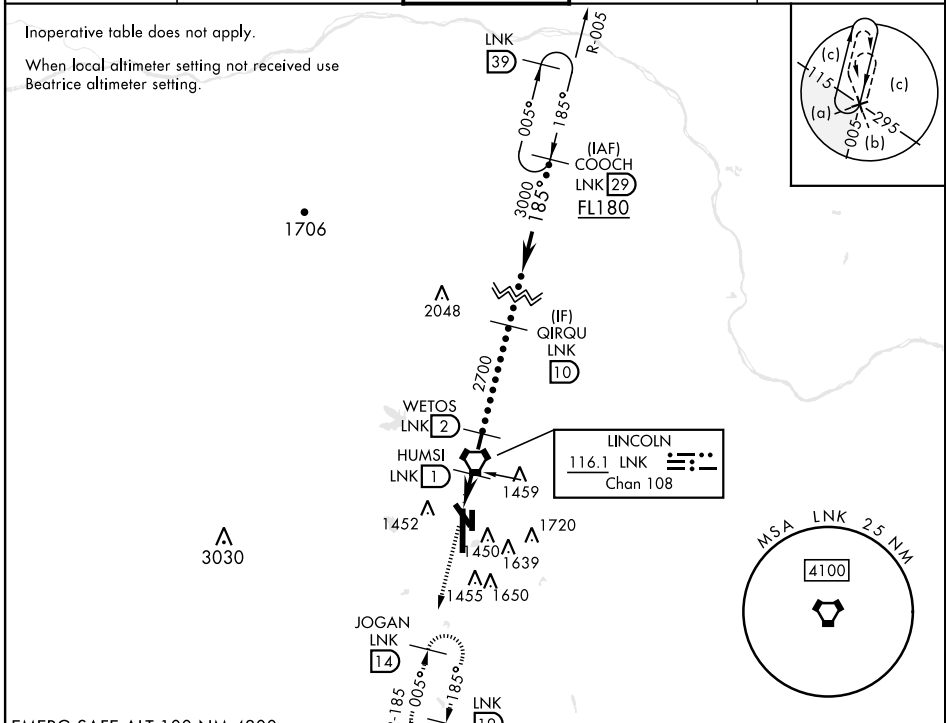 Inoperative table does not apply.
When local altimeter setting not received use
Beatrice altimeter setting.
LNK
39
R-005
005°
185°
(IAF)
COOCH
LNK 29
FL180
3000
185°
(c)
(c)
115
(a)
295
005
(b)
1706
2048
(IF)
QIRQU
LNK
10
2700
WETOS
LNK 2
HUMSI
LNK 1
LINCOLN
116.1 LNK
Chan 108
1459
1452
1720
1450
1639
3030
1455
1650
MSA LNK 25 NM
4100
JOGAN
LNK
14
005°
185°
LNK